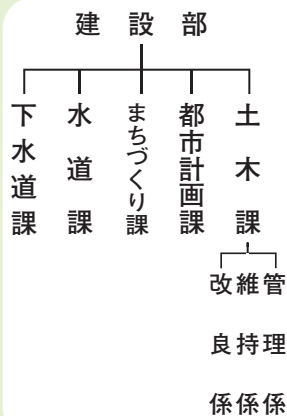 建設部
土木課
都市計画課
まちづくり課
水道課
下水道課
管理係
維持係
改良係